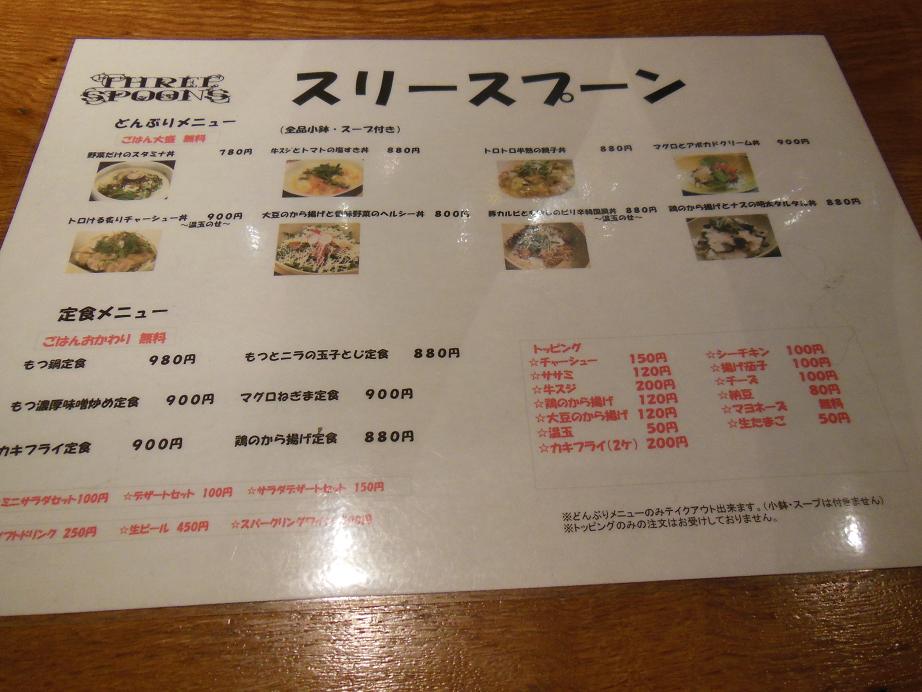 THREE SPOONS
スリースプーン
どんぶりメニュー (全品小鉢・スープ付き)
ごはん大盛 無料
野菜だけのスタミナ丼 780円
牛スジとトマトの塩すき丼 880円
トロトロ半熟の親子丼 880円
マグロとアボカドクリーム丼 900円
トロける炙りチャーシュー丼 900円
〜温玉のせ〜
大豆のから揚げと香味野菜のヘルシー丼 800円
豚カルビともやしのピリ辛韓国風丼 880円
〜温玉のせ〜
鶏のから揚げとナスの明太タルタル丼 880円
定食メニュー
ごはんおかわり 無料
もつ鍋定食 980円
もつとニラの玉子とじ定食 880円
もつ濃厚味噌炒め定食 900円
マグロねぎま定食 900円
カキフライ定食 900円
鶏のから揚げ定食 880円
ミニサラダセット100円 ☆デザートセット 100円 ☆サラダデザートセット 150円
フトドリンク 250円 ☆生ビール 450円 ☆スパークリングワイン
トッピング
☆チャーシュー 150円
☆ササミ 120円
☆牛スジ 200円
☆鶏のから揚げ 120円
☆大豆のから揚げ 120円
☆温玉 50円
☆カキフライ(2ケ) 200円
☆シーチキン 100円
☆揚げ茄子 100円
☆チーズ 100円
☆納豆 80円
☆マヨネーズ 無料
☆生たまご 50円
※どんぶりメニューのみテイクアウト出来ます。(小鉢・スープは付きません)
※トッピングのみの注文はお受けしておりません。